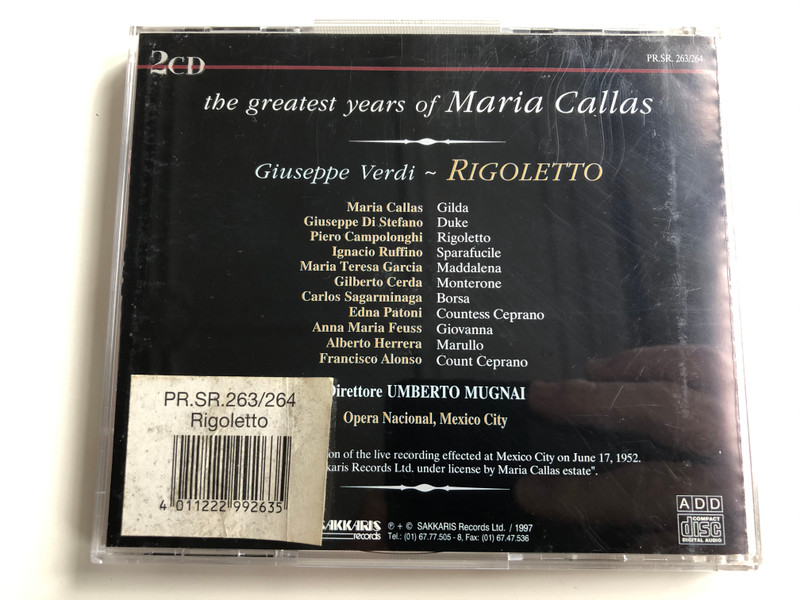 2CD
PR.SR. 263/264
the greatest years of Maria Callas
Giuseppe Verdi ~ RIGOLETTO
Maria Callas Gilda
Giuseppe Di Stefano Duke
Piero Campolonghi Rigoletto
Ignacio Ruffino Sparafucile
Maria Teresa Garcia Maddalena
Gilberto Cerda Monterone
Carlos Sagarminaga Borsa
Edna Patoni Countess Ceprano
Anna Maria Feuss Giovanna
Alberto Herrera Marullo
Francisco Alonso Count Ceprano
Direttore UMBERTO MUGNAI
Opera Nacional, Mexico City
of the live recording effected at Mexico City on June 17, 1952.
Records Ltd. under license by Maria Callas estate".
PR.SR.263/264
Rigoletto
4 011222 992635
SAKKARIS
records
P + © SAKKARIS Records Ltd. / 1997
Tel.: (01) 67.77.505 - 8, Fax: (01) 67.47.536
ADD
COMPACT
disc
DIGITAL AUDIO